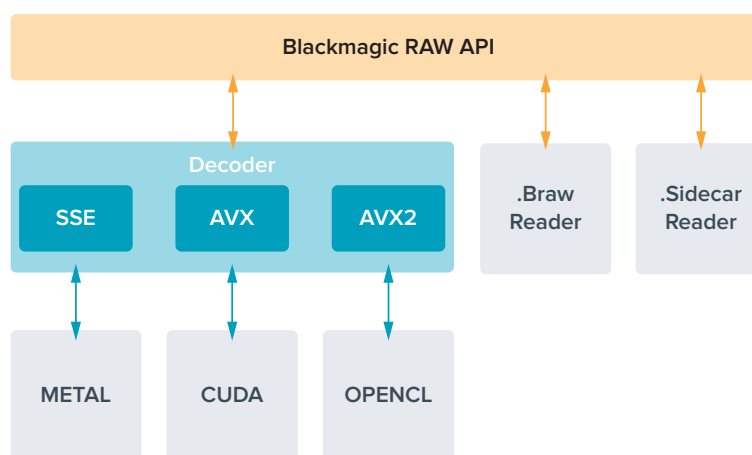 Blackmagic RAW API
Decoder
SSE
AVX
AVX2
.Braw
Reader
.Sidecar
Reader
METAL
CUDA
OPENCL